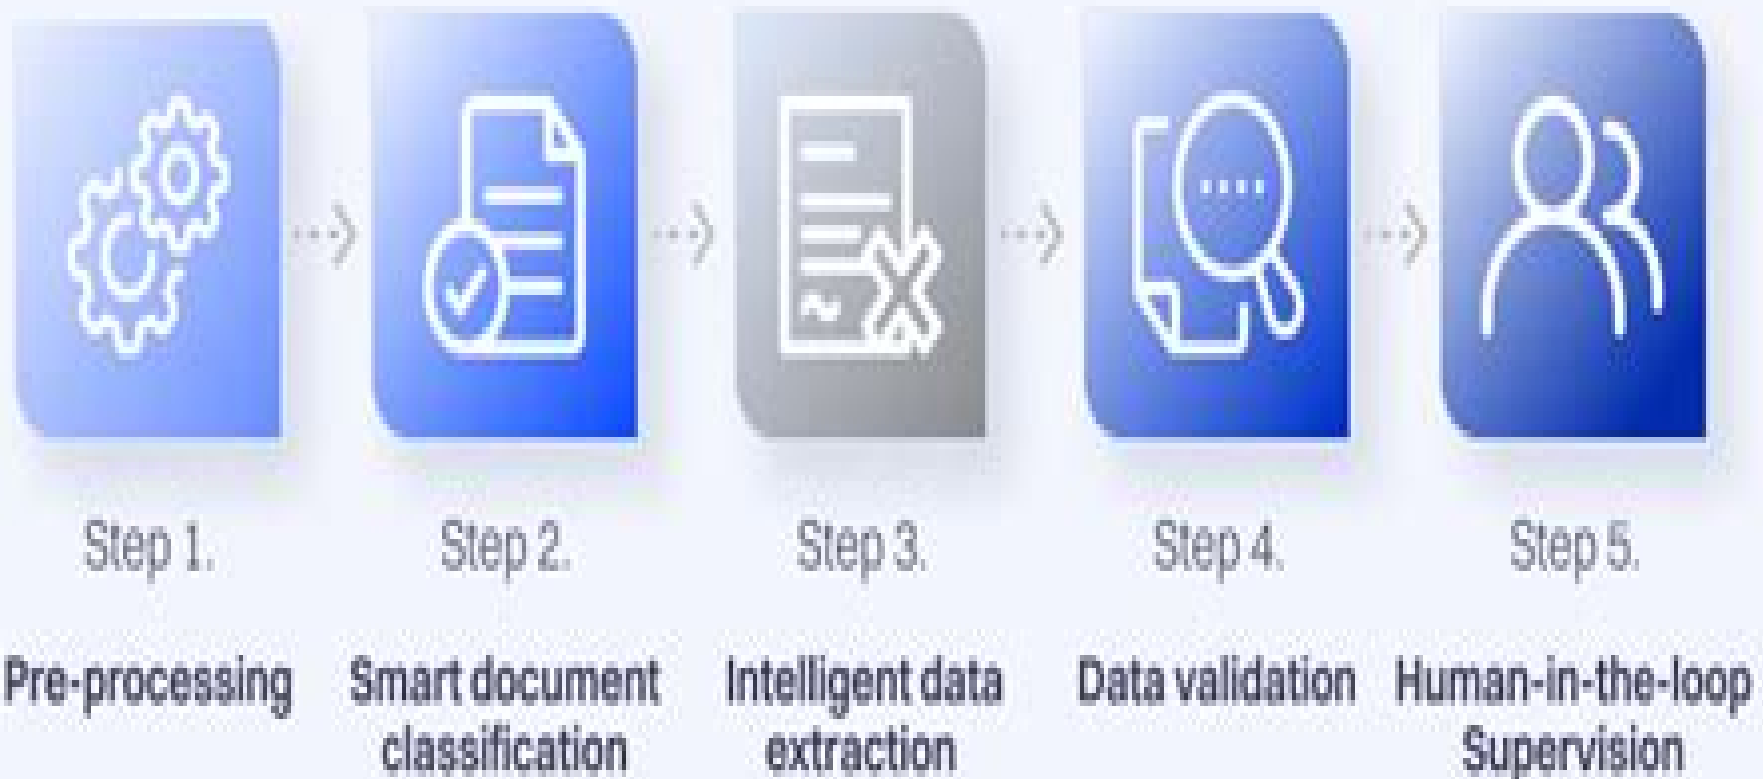 Step 1.
Pre-processing
Step 2.
Smart document
classification
Step 3.
Intelligent data
extraction
Step 4.
Data validation
Step 5.
Human-in-the-loop
Supervision